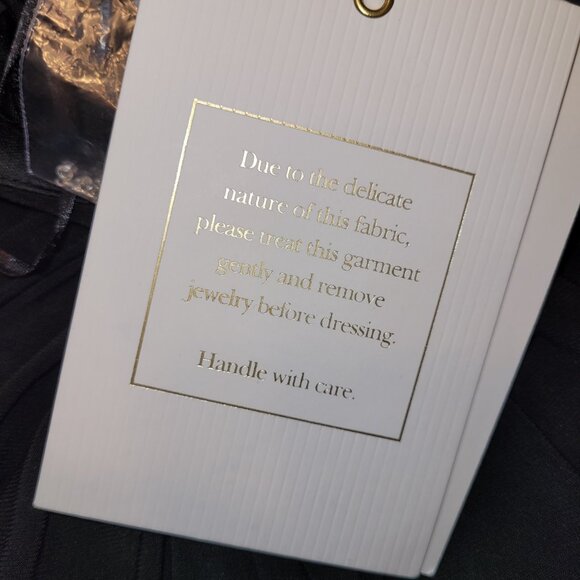 Due to the delicate
nature of this fabric,
please treat this garment
gently and remove
jewelry before dressing.
Handle with care.